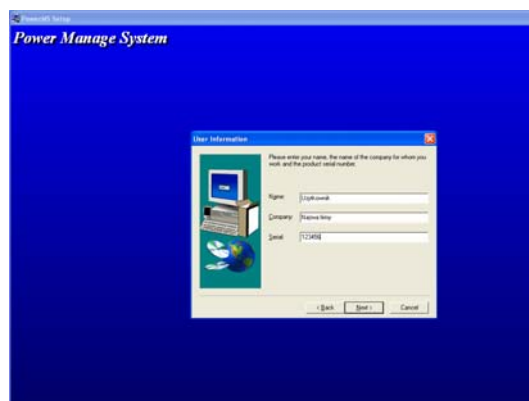 PowerMS Setup
Power Manage System
User Information
Please enter your name, the name of the company for whom you
work and the product serial number.
Name:
Company: Nazwa firmy
Serial: 123456
< Back
Next >
Cancel